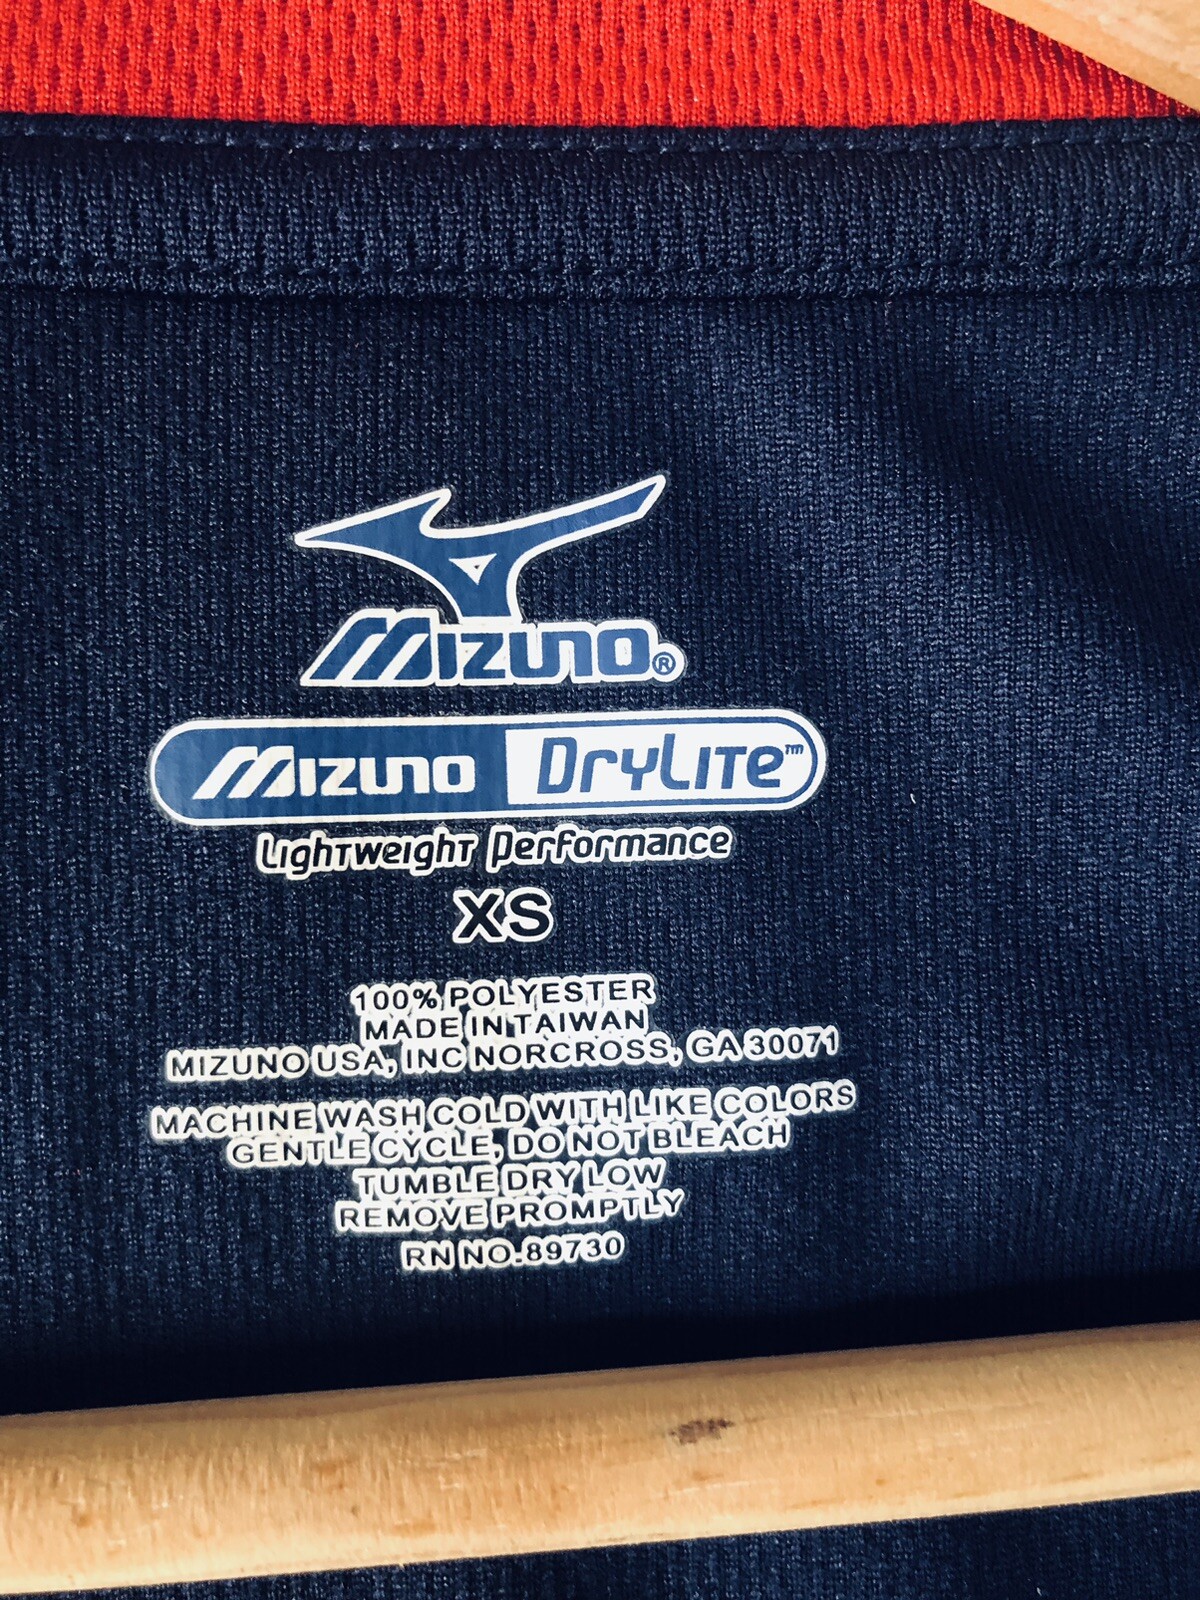 MIZUNO®
MIZUNO DryLite™
Lightweight Performance
XS
100% POLYESTER
MADE IN TAIWAN
MIZUNO USA, INC NORCROSS, GA 30071
MACHINE WASH COLD WITH LIKE COLORS
GENTLE CYCLE, DO NOT BLEACH
TUMBLE DRY LOW
REMOVE PROMPTLY
RN NO.89730